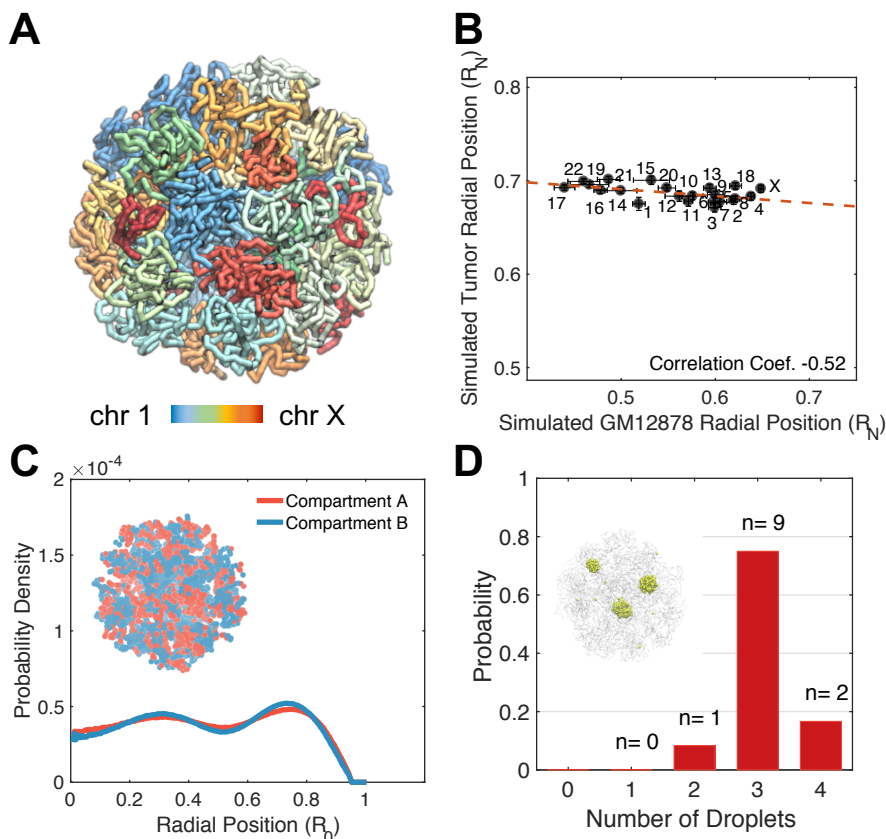 A
chr 1 chr X
B
Simulated Tumor Radial Position (R_N)
0.8
0.7
0.6
0.5
22 19 21 15 20 10 13 9 18 X
17 16 14 1 12 11 6 3 7 8 2 4
0.5 0.6 0.7
Correlation Coef. -0.52
Simulated GM12878 Radial Position (R_N)
C
×10^-4
Probability Density
2
1.5
1
0.5
0
Compartment A
Compartment B
0 0.2 0.4 0.6 0.8 1
Radial Position (R_0)
D
Probability
1
0.8
0.6
0.4
0.2
0
n= 0
n= 1
n= 9
n= 2
0 1 2 3 4
Number of Droplets